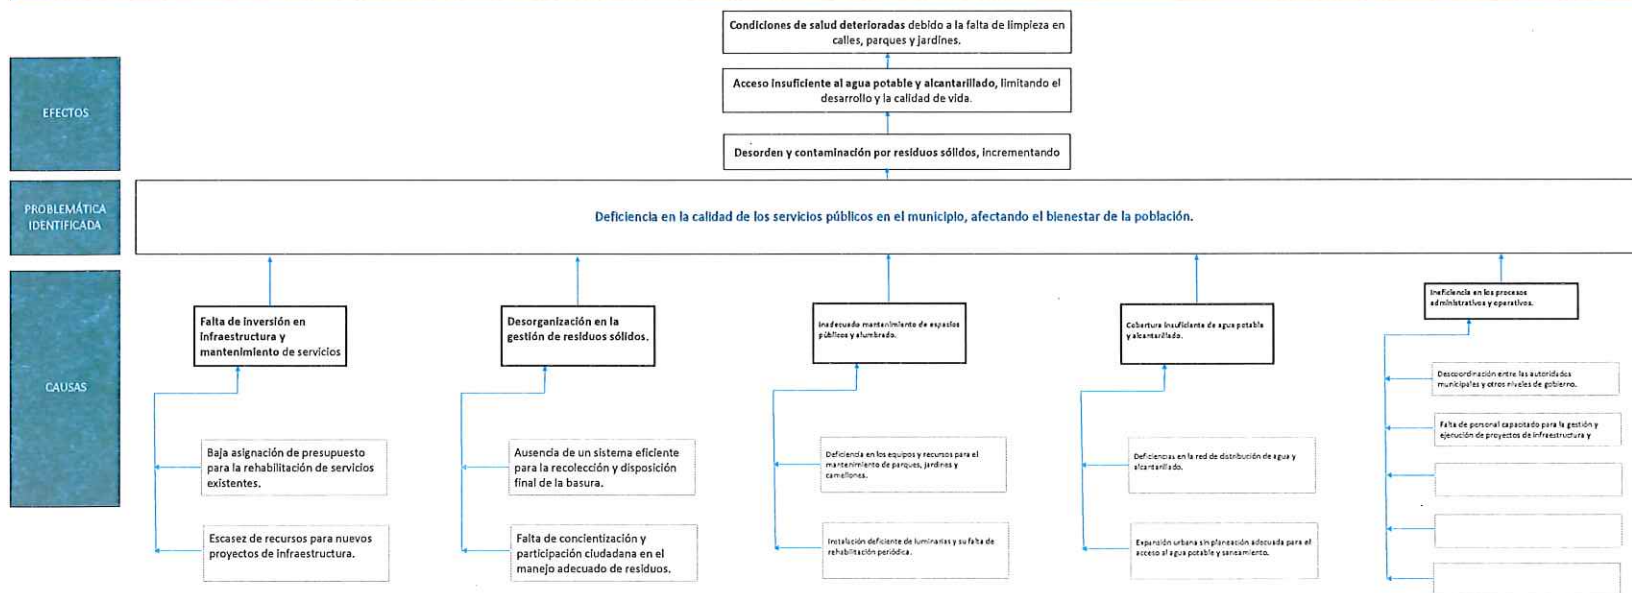 Condiciones de salud deterioradas debido a la falta de limpieza en
calles, parques y jardines.
EFECTOS
Acceso insuficiente al agua potable y alcantarillado, limitando el
desarrollo y la calidad de vida.
Desorden y contaminación por residuos sólidos, incrementando
PROBLEMÁTICA
IDENTIFICADA
Deficiencia en la calidad de los servicios públicos en el municipio, afectando el bienestar de la población.
CAUSAS
Falta de inversión en
infraestructura y
mantenimiento de servicios
Baja asignación de presupuesto
para la rehabilitación de servicios
existentes.
Escasez de recursos para nuevos
proyectos de infraestructura.
Desorganización en la
gestión de residuos sólidos.
Ausencia de un sistema eficiente
para la recolección y disposición
final de la basura.
Falta de concientización y
participación ciudadana en el
manejo adecuado de residuos.
Inadecuado mantenimiento de espacios
públicos y alumbrado.
Deficiencia en los equipos y recursos para el
mantenimiento de parques, jardines y
camellones.
Instalación deficiente de luminarias y su falta de
rehabilitación periódica.
Cobertura insuficiente de agua potable
y alcantarillado.
Deficiencias en la red de distribución de agua y
alcantarillado.
Expansión urbana sin planeación adecuada para el
acceso al agua potable y saneamiento.
Ineficiencia en los procesos
administrativos y operativos.
Descoordinación entre las autoridades
municipales y otros niveles de gobierno.
Falta de personal capacitado para la gestión y
ejecución de proyectos de infraestructura y